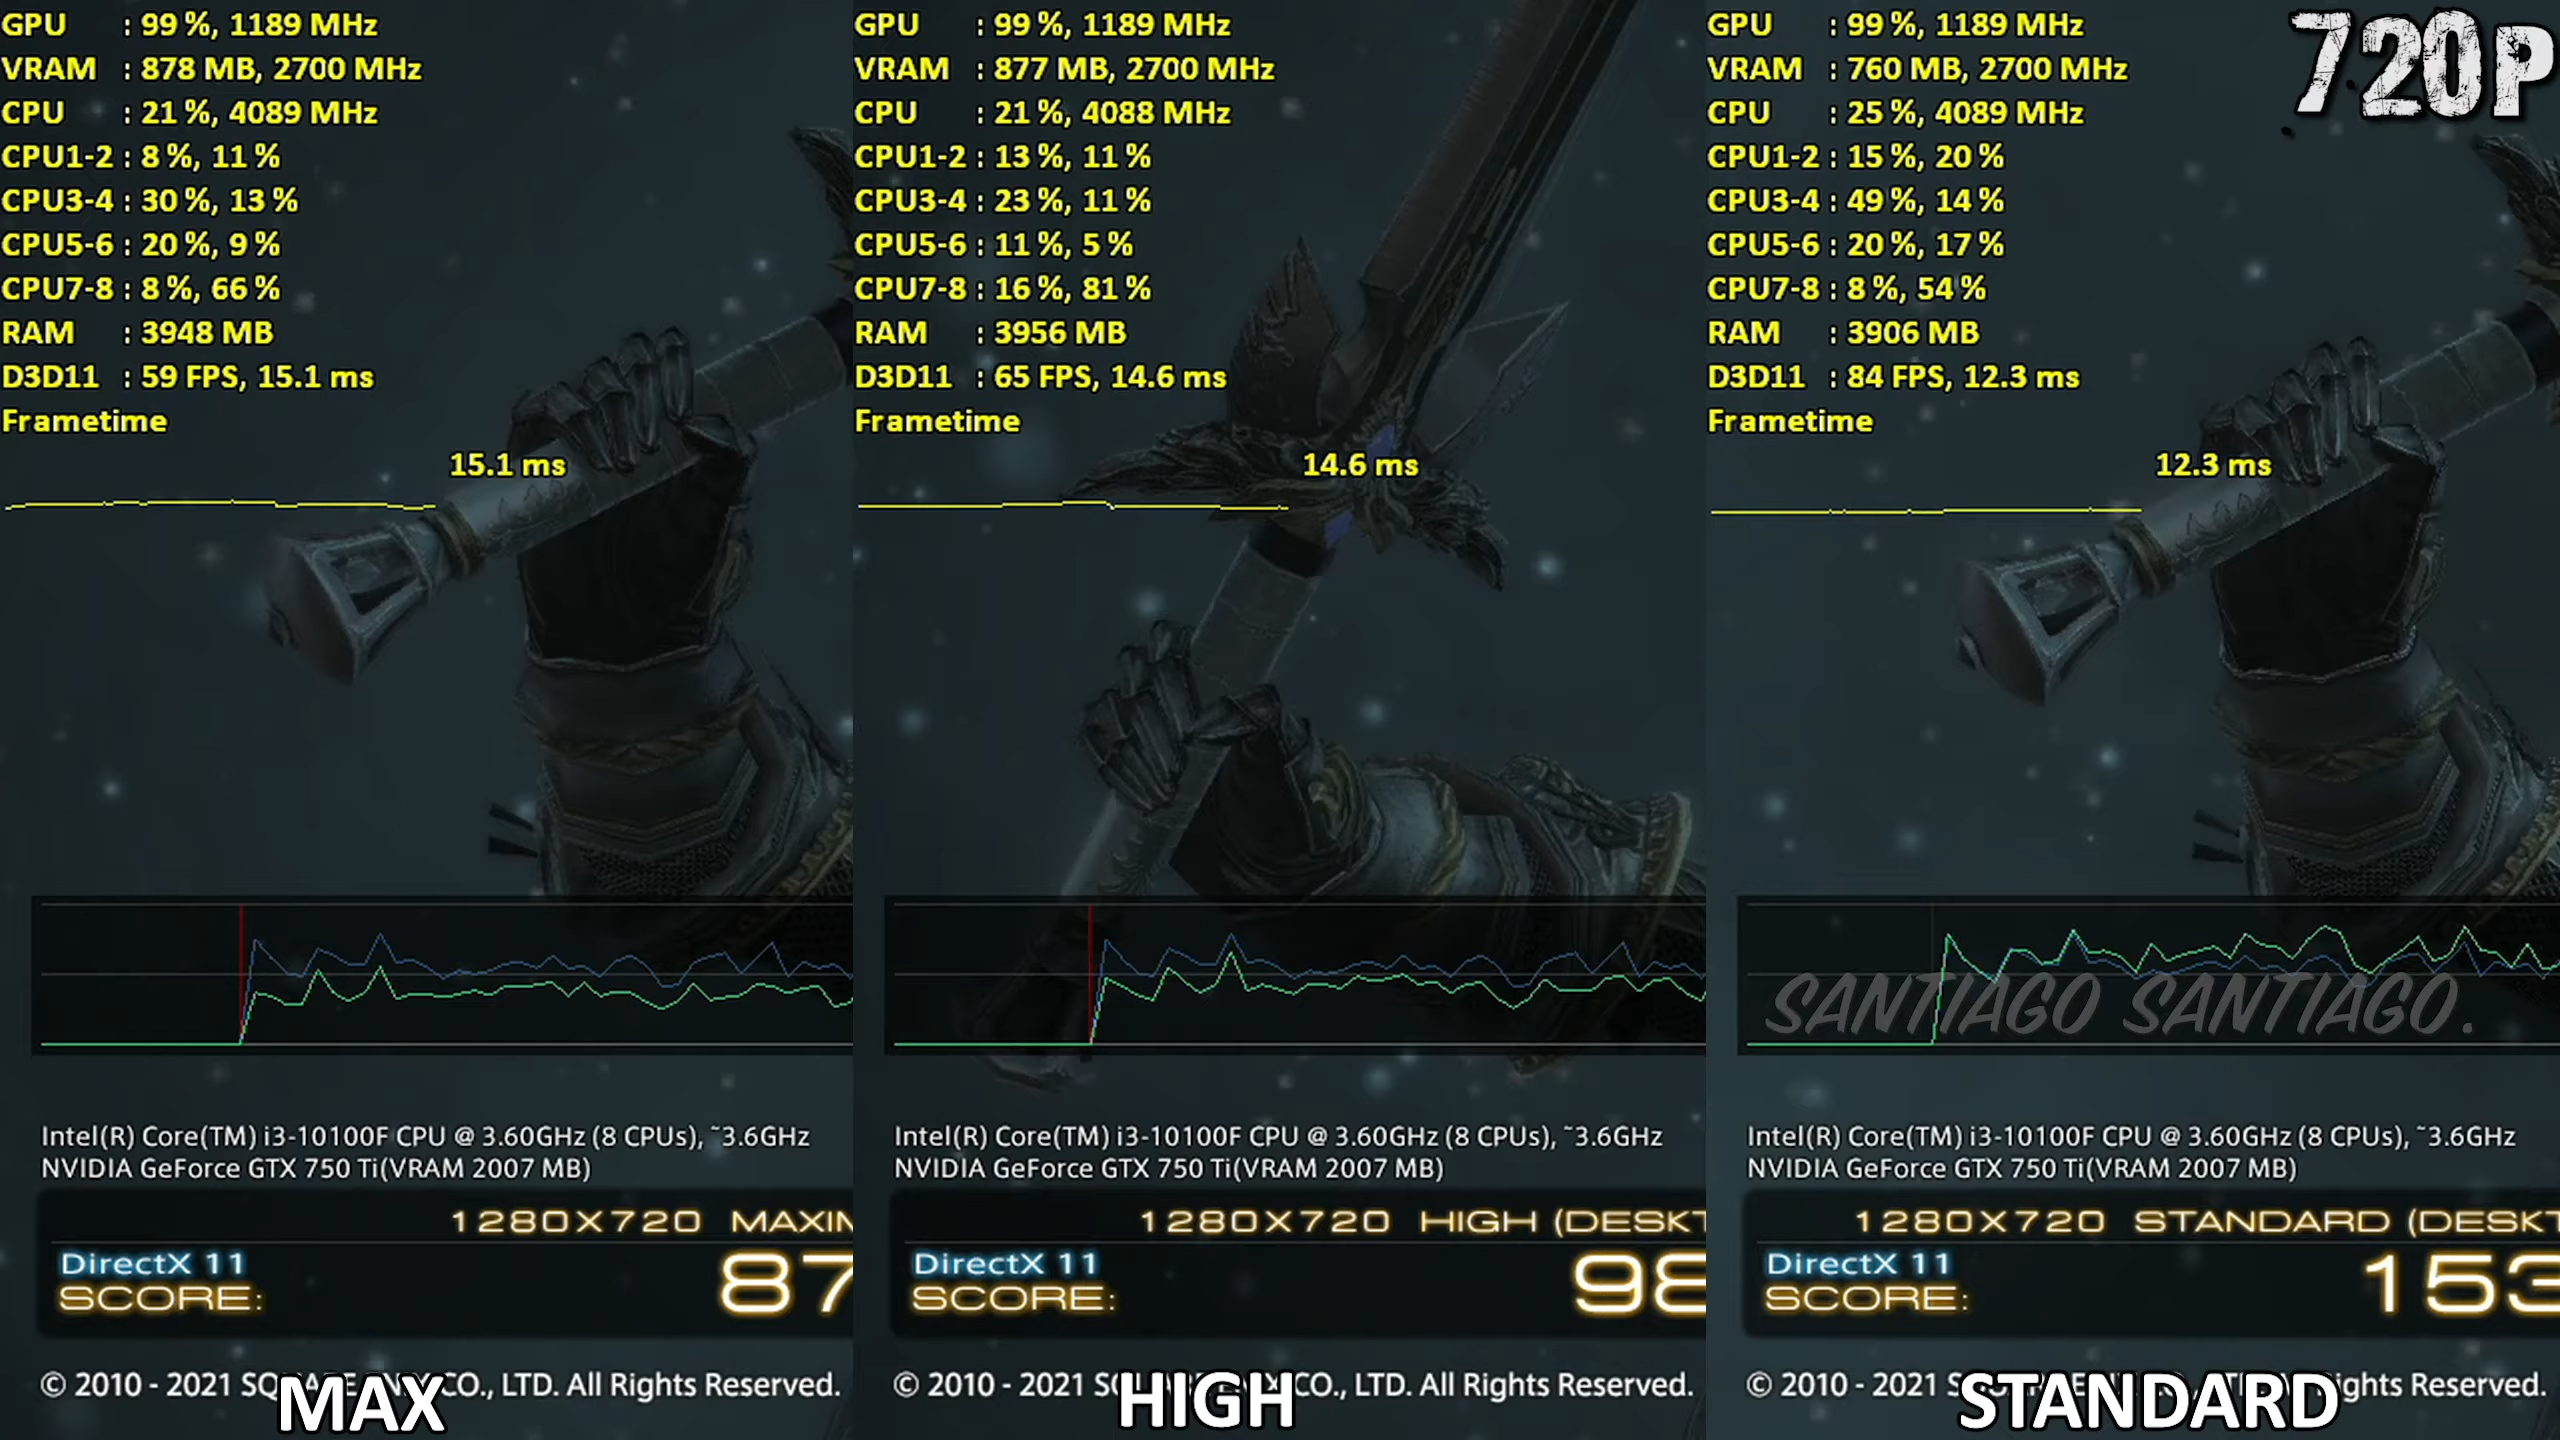 GPU : 99 %, 1189 MHz
VRAM : 878 MB, 2700 MHz
CPU : 21 %, 4089 MHz
CPU1-2 : 8 %, 11 %
CPU3-4 : 30 %, 13 %
CPU5-6 : 20 %, 9 %
CPU7-8 : 8 %, 66 %
RAM : 3948 MB
D3D11 : 59 FPS, 15.1 ms
Frametime
15.1 ms
Intel(R) Core(TM) i3-10100F CPU @ 3.60GHz (8 CPUs), ~3.6GHz
NVIDIA GeForce GTX 750 Ti(VRAM 2007 MB)
1280X720
DirectX 11
SCORE: 87
© 2010 - 2021 CO., LTD. All Rights Reserved.
MAX
GPU : 99 %, 1189 MHz
VRAM : 877 MB, 2700 MHz
CPU : 21 %, 4088 MHz
CPU1-2 : 13 %, 11 %
CPU3-4 : 23 %, 11 %
CPU5-6 : 11 %, 5 %
CPU7-8 : 16 %, 81 %
RAM : 3956 MB
D3D11 : 65 FPS, 14.6 ms
Frametime
14.6 ms
Intel(R) Core(TM) i3-10100F CPU @ 3.60GHz (8 CPUs), ~3.6GHz
NVIDIA GeForce GTX 750 Ti(VRAM 2007 MB)
1280X720 HIGH (DESKT
DirectX 11
SCORE: 98
© 2010 - 2021 CO., LTD. All Rights Reserved.
HIGH
720P
GPU : 99 %, 1189 MHz
VRAM : 760 MB, 2700 MHz
CPU : 25 %, 4089 MHz
CPU1-2 : 15 %, 20 %
CPU3-4 : 49 %, 14 %
CPU5-6 : 20 %, 17 %
CPU7-8 : 8 %, 54 %
RAM : 3906 MB
D3D11 : 84 FPS, 12.3 ms
Frametime
12.3 ms
SANTIAGO SANTIAGO.
Intel(R) Core(TM) i3-10100F CPU @ 3.60GHz (8 CPUs), ~3.6GHz
NVIDIA GeForce GTX 750 Ti(VRAM 2007 MB)
1280X720 STANDARD (DESKT
DirectX 11
SCORE: 153
© 2010 - 2021 Reserved.
STANDARD